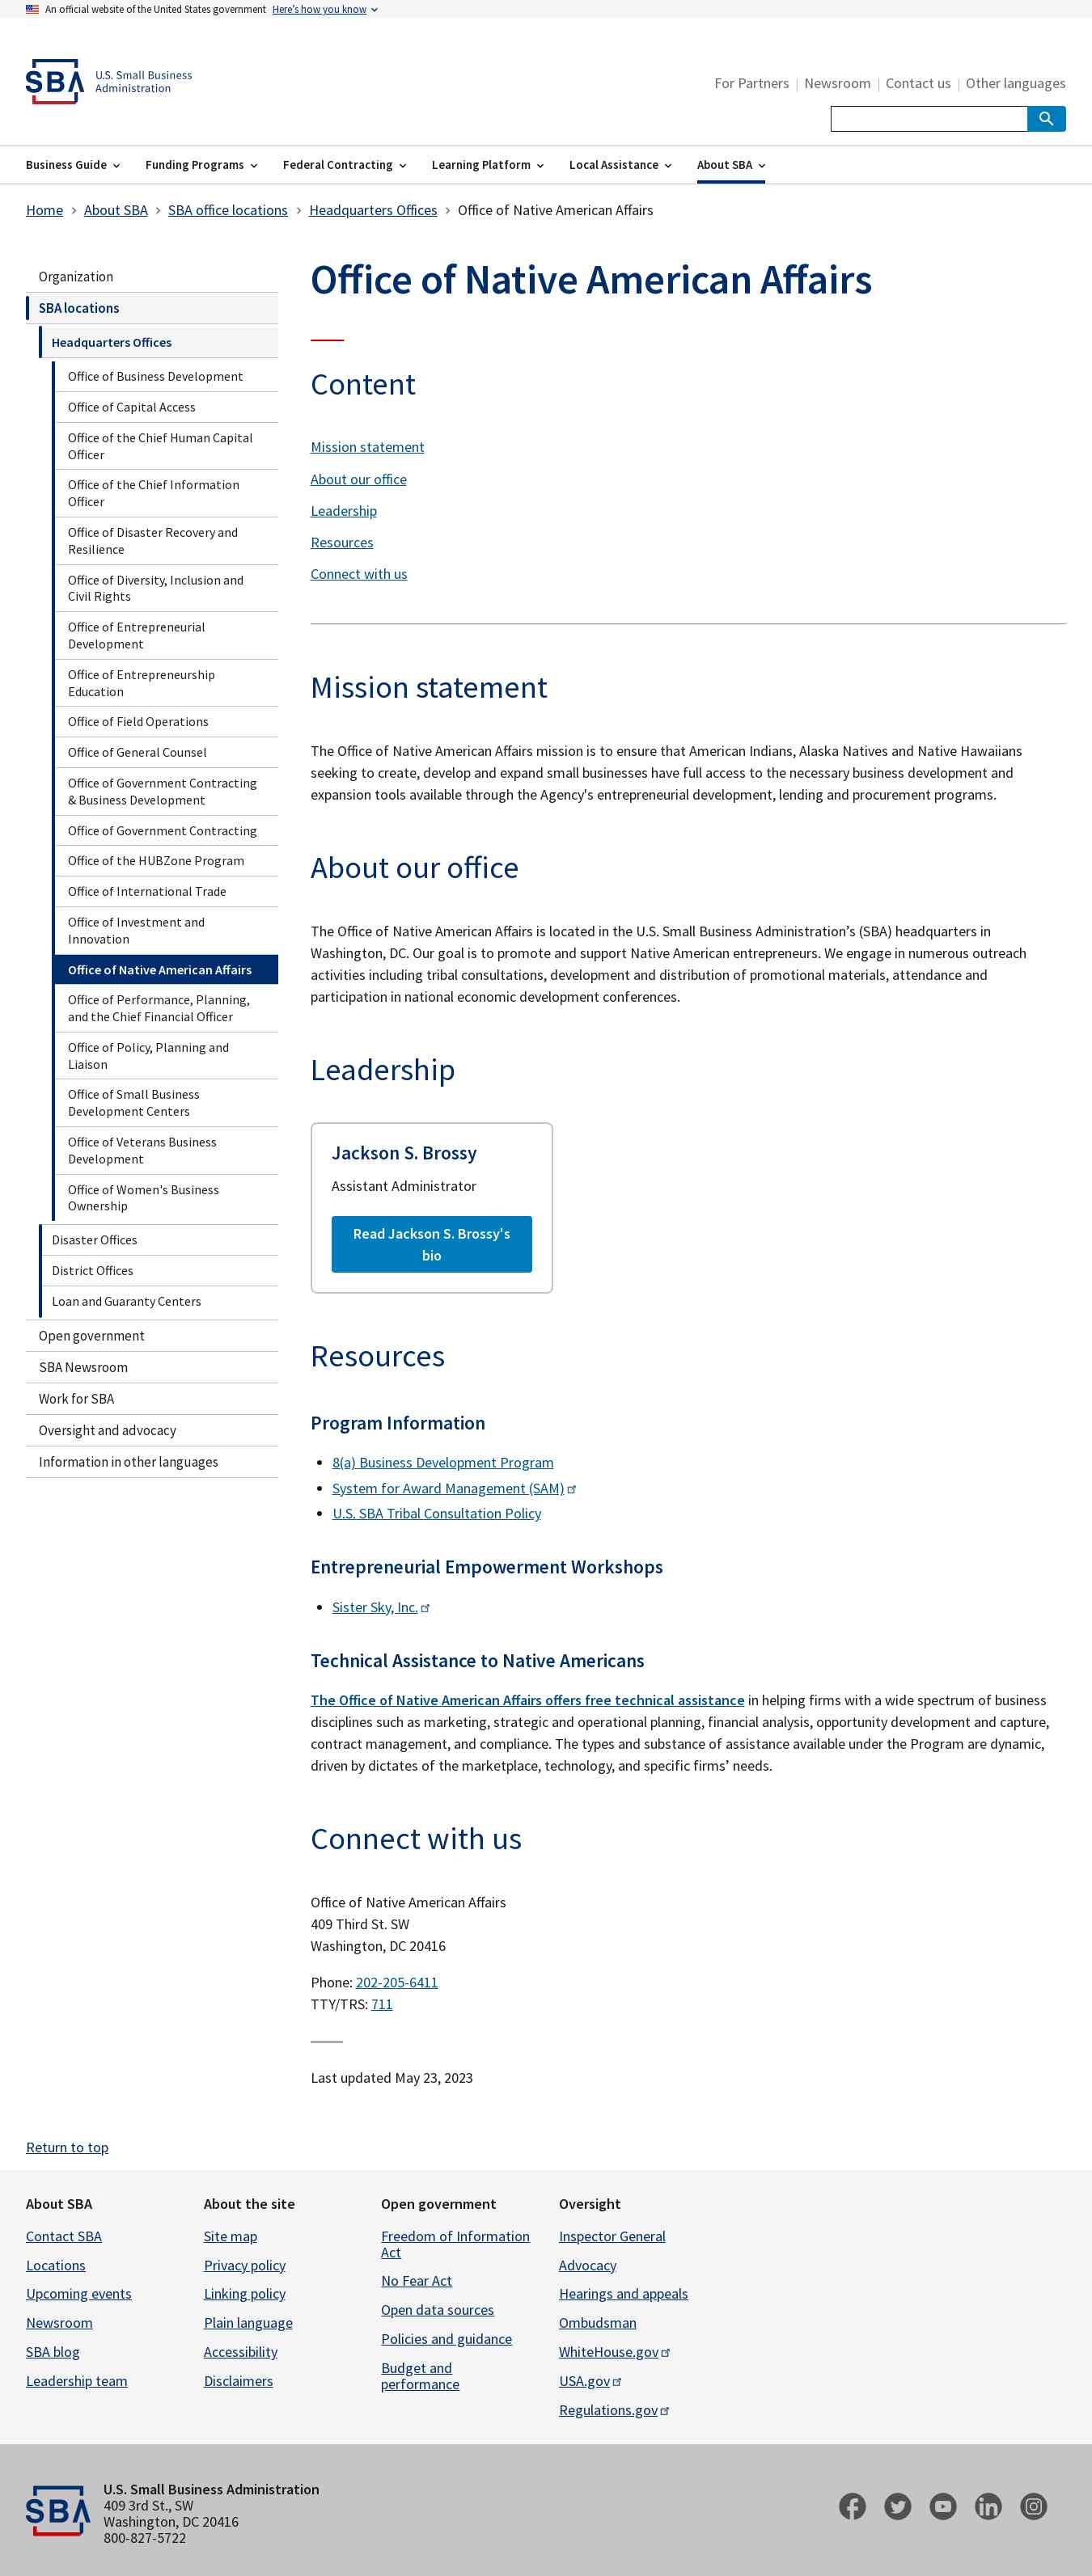 An official website of the United States government Here's how you know
SBA U.S. Small Business
Administration
For Partners | Newsroom | Contact us | Other languages
Business Guide Funding Programs Federal Contracting Learning Platform Local Assistance About SBA
Home > About SBA > SBA office locations > Headquarters Offices > Office of Native American Affairs
Organization
SBA locations
Headquarters Offices
Office of Business Development
Office of Capital Access
Office of the Chief Human Capital
Officer
Office of the Chief Information
Officer
Office of Disaster Recovery and
Resilience
Office of Diversity, Inclusion and
Civil Rights
Office of Entrepreneurial
Development
Office of Entrepreneurship
Education
Office of Field Operations
Office of General Counsel
Office of Government Contracting
& Business Development
Office of Government Contracting
Office of the HUBZone Program
Office of International Trade
Office of Investment and
Innovation
Office of Native American Affairs
Office of Performance, Planning,
and the Chief Financial Officer
Office of Policy, Planning and
Liaison
Office of Small Business
Development Centers
Office of Veterans Business
Development
Office of Women's Business
Ownership
Disaster Offices
District Offices
Loan and Guaranty Centers
Open government
SBA Newsroom
Work for SBA
Oversight and advocacy
Information in other languages
Office of Native American Affairs
Content
Mission statement
About our office
Leadership
Resources
Connect with us
Mission statement
The Office of Native American Affairs mission is to ensure that American Indians, Alaska Natives and Native Hawaiians
seeking to create, develop and expand small businesses have full access to the necessary business development and
expansion tools available through the Agency's entrepreneurial development, lending and procurement programs.
About our office
The Office of Native American Affairs is located in the U.S. Small Business Administration’s (SBA) headquarters in
Washington, DC. Our goal is to promote and support Native American entrepreneurs. We engage in numerous outreach
activities including tribal consultations, development and distribution of promotional materials, attendance and
participation in national economic development conferences.
Leadership
Jackson S. Brossy
Assistant Administrator
Read Jackson S. Brossy's
bio
Resources
Program Information
8(a) Business Development Program
System for Award Management (SAM)
U.S. SBA Tribal Consultation Policy
Entrepreneurial Empowerment Workshops
Sister Sky, Inc.
Technical Assistance to Native Americans
The Office of Native American Affairs offers free technical assistance in helping firms with a wide spectrum of business
disciplines such as marketing, strategic and operational planning, financial analysis, opportunity development and capture,
contract management, and compliance. The types and substance of assistance available under the Program are dynamic,
driven by dictates of the marketplace, technology, and specific firms’ needs.
Connect with us
Office of Native American Affairs
409 Third St. SW
Washington, DC 20416
Phone: 202-205-6411
TTY/TRS: 711
Last updated May 23, 2023
Return to top
About SBA
Contact SBA
Locations
Upcoming events
Newsroom
SBA blog
Leadership team
About the site
Site map
Privacy policy
Linking policy
Plain language
Accessibility
Disclaimers
Open government
Freedom of Information
Act
No Fear Act
Open data sources
Policies and guidance
Budget and
performance
Oversight
Inspector General
Advocacy
Hearings and appeals
Ombudsman
WhiteHouse.gov
USA.gov
Regulations.gov
SBA
U.S. Small Business Administration
409 3rd St., SW
Washington, DC 20416
800-827-5722